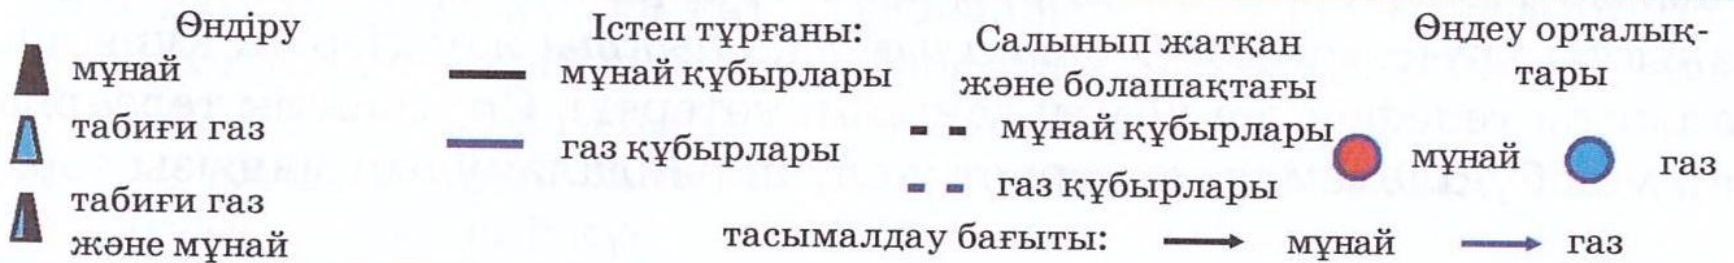 Өндіру
мұнай
табиғи газ
табиғи газ
және мұнай
Істеп тұрғаны:
мұнай құбырлары
газ құбырлары
Салынып жатқан
және болашақтағы
мұнай құбырлары
газ құбырлары
Өңдеу орталық-
тары
мұнай
газ
тасымалдау бағыты:
мұнай
газ